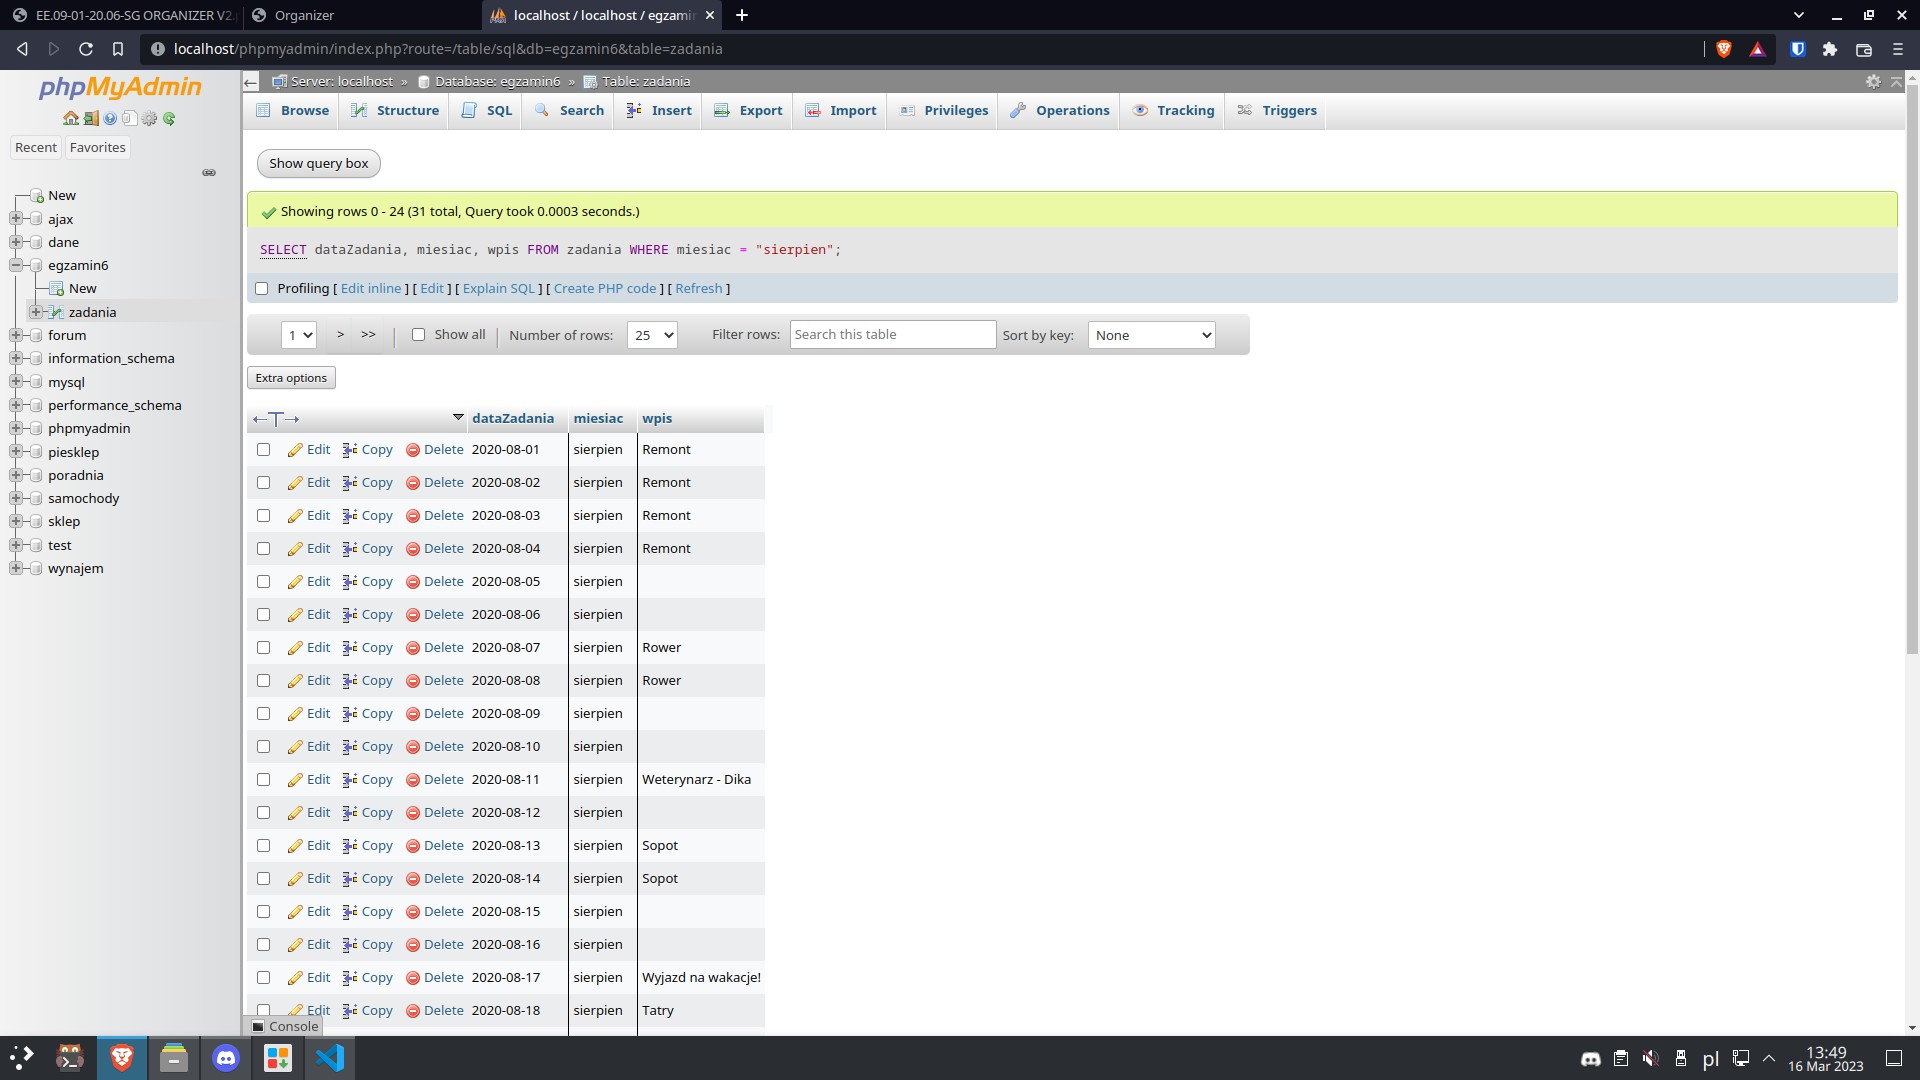 EE.09-01-20.06-SG ORGANIZER V2.
Organizer
localhost / localhost / egzami
localhost/phpmyadmin/index.php?route=/table/sql&db=egzamin6&table=zadania
phpMyAdmin
Server: localhost » Database: egzamin6 » Table: zadania
Browse Structure SQL Search Insert Export Import Privileges Operations Tracking Triggers
Recent Favorites
New
ajax
dane
egzamin6
New
zadania
forum
information_schema
mysql
performance_schema
phpmyadmin
piesklep
poradnia
samochody
sklep
test
wynajem
Show query box
Showing rows 0 - 24 (31 total, Query took 0.0003 seconds.)
SELECT dataZadania, miesiac, wpis FROM zadania WHERE miesiac = "sierpien";
Profiling [ Edit inline ] [ Edit ] [ Explain SQL ] [ Create PHP code ] [ Refresh ]
1 > >> Show all Number of rows: 25 Filter rows: Search this table Sort by key: None
Extra options
dataZadania miesiac wpis
Edit Copy Delete 2020-08-01 sierpien Remont
Edit Copy Delete 2020-08-02 sierpien Remont
Edit Copy Delete 2020-08-03 sierpien Remont
Edit Copy Delete 2020-08-04 sierpien Remont
Edit Copy Delete 2020-08-05 sierpien
Edit Copy Delete 2020-08-06 sierpien
Edit Copy Delete 2020-08-07 sierpien Rower
Edit Copy Delete 2020-08-08 sierpien Rower
Edit Copy Delete 2020-08-09 sierpien
Edit Copy Delete 2020-08-10 sierpien
Edit Copy Delete 2020-08-11 sierpien Weterynarz - Dika
Edit Copy Delete 2020-08-12 sierpien
Edit Copy Delete 2020-08-13 sierpien Sopot
Edit Copy Delete 2020-08-14 sierpien Sopot
Edit Copy Delete 2020-08-15 sierpien
Edit Copy Delete 2020-08-16 sierpien
Edit Copy Delete 2020-08-17 sierpien Wyjazd na wakacje!
Edit Copy Delete 2020-08-18 sierpien Tatry
Console
pl
13:49
16 Mar 2023